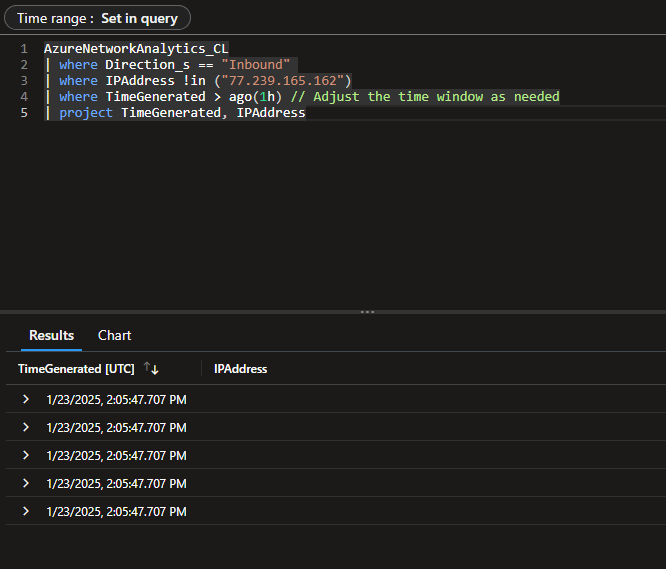 Time range : Set in query
1 AzureNetworkAnalytics_CL
2 | where Direction_s == "Inbound"
3 | where IPAddress !in ("77.239.165.162")
4 | where TimeGenerated > ago(1h) // Adjust the time window as needed
5 | project TimeGenerated, IPAddress
Results Chart
TimeGenerated [UTC] ↑↓ IPAddress
> 1/23/2025, 2:05:47.707 PM
> 1/23/2025, 2:05:47.707 PM
> 1/23/2025, 2:05:47.707 PM
> 1/23/2025, 2:05:47.707 PM
> 1/23/2025, 2:05:47.707 PM